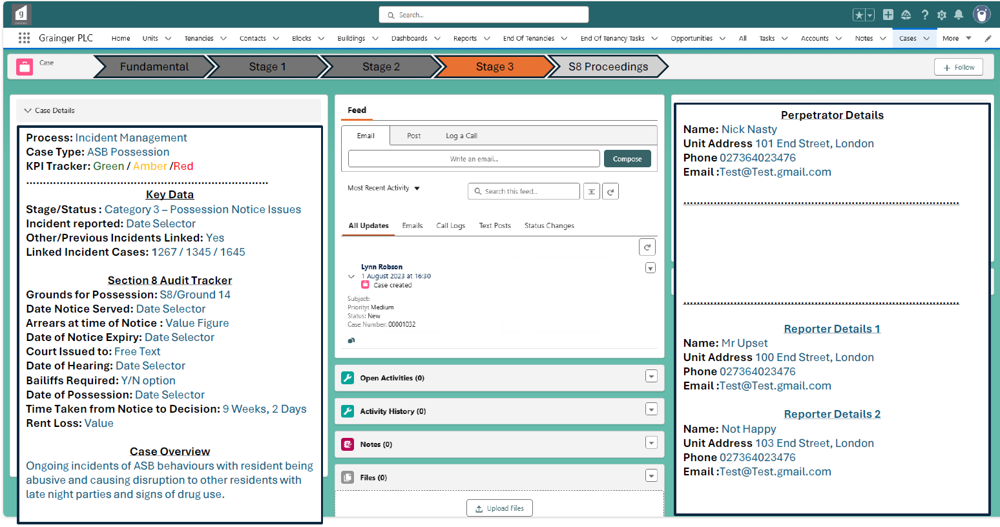 g
Search...
Grainger PLC
Home
Units
Tenancies
Contacts
Blocks
Buildings
Dashboards
Reports
End Of Tenancies
End Of Tenancy Tasks
Opportunities
All
Tasks
Accounts
Notes
Cases
More
Case
Fundamental
Stage 1
Stage 2
Stage 3
S8 Proceedings
+ Follow
Case Details
Process: Incident Management
Case Type: ASB Possession
KPI Tracker: Green / Amber /Red
Key Data
Stage/Status : Category 3 – Possession Notice Issues
Incident reported: Date Selector
Other/Previous Incidents Linked: Yes
Linked Incident Cases: 1267 / 1345 / 1645
Section 8 Audit Tracker
Grounds for Possession: S8/Ground 14
Date Notice Served: Date Selector
Arrears at time of Notice : Value Figure
Date of Notice Expiry: Date Selector
Court Issued to: Free Text
Date of Hearing: Date Selector
Bailiffs Required: Y/N option
Date of Possession: Date Selector
Time Taken from Notice to Decision: 9 Weeks, 2 Days
Rent Loss: Value
Case Overview
Ongoing incidents of ASB behaviours with resident being
abusive and causing disruption to other residents with
late night parties and signs of drug use.
Feed
Email
Post
Log a Call
Write an email...
Compose
Most Recent Activity
Search this feed...
All Updates
Emails
Call Logs
Text Posts
Status Changes
Lynn Robson
1 August 2023 at 16:30
Case created
Subject:
Priority: Medium
Status: New
Case Number: 00001032
Open Activities (0)
Activity History (0)
Notes (0)
Files (0)
Upload Files
Perpetrator Details
Name: Nick Nasty
Unit Address 101 End Street, London
Phone 027364023476
Email :Test@Test.gmail.com
Reporter Details 1
Name: Mr Upset
Unit Address 100 End Street, London
Phone 027364023476
Email :Test@Test.gmail.com
Reporter Details 2
Name: Not Happy
Unit Address 103 End Street, London
Phone 027364023476
Email :Test@Test.gmail.com